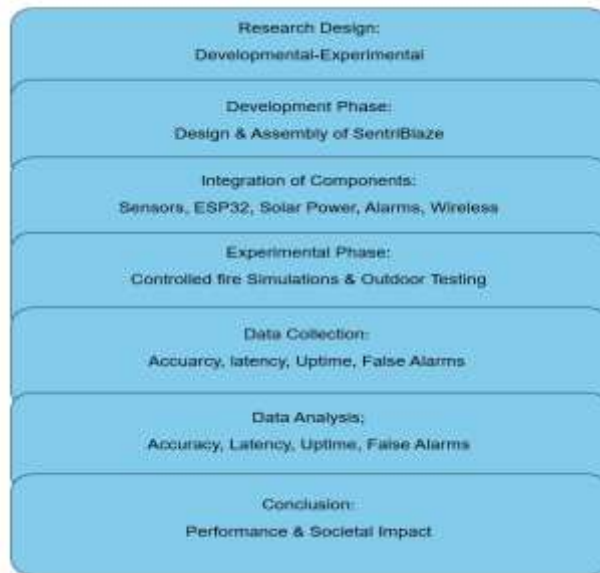 Research Design:
Developmental-Experimental
Development Phase:
Design & Assembly of SentriBlaze
Integration of Components:
Sensors, ESP32, Solar Power, Alarms, Wireless
Experimental Phase:
Controlled fire Simulations & Outdoor Testing
Data Collection:
Accuarcy, latency, Uptime, False Alarms
Data Analysis;
Accuracy, Latency, Uptime, False Alarms
Conclusion:
Performance & Societal Impact